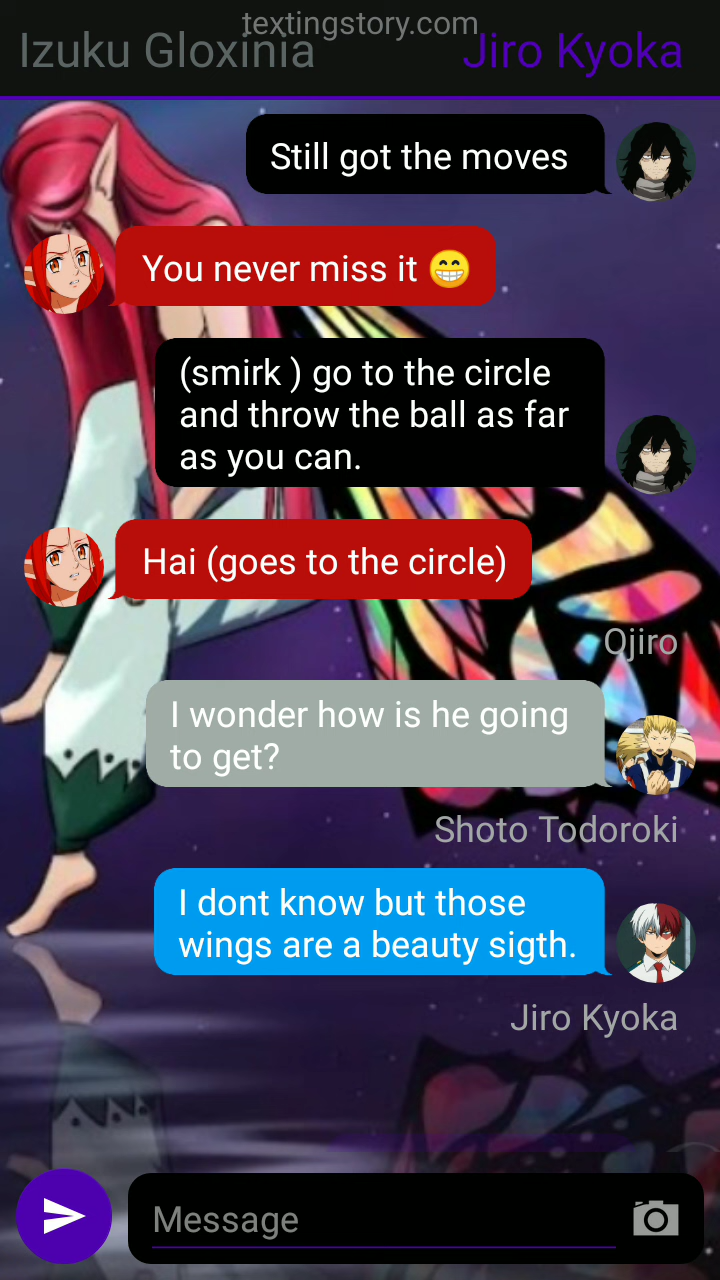 textingstory.com
Izuku Gloxinia
Jiro Kyoka
Still got the moves
You never miss it 😁
(smirk ) go to the circle
and throw the ball as far
as you can.
Hai (goes to the circle)
Ojiro
I wonder how is he going
to get?
Shoto Todoroki
I dont know but those
wings are a beauty sigth.
Jiro Kyoka
Message